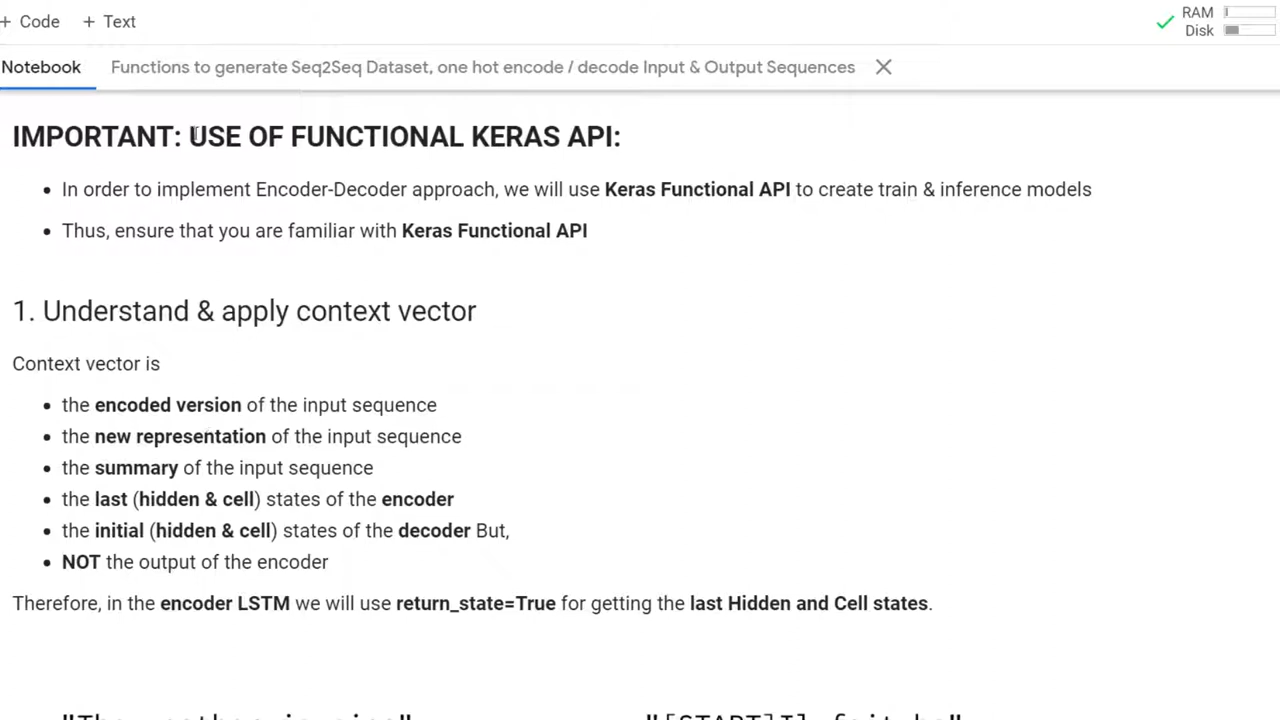 + Code + Text
RAM
Disk
Notebook Functions to generate Seq2Seq Dataset, one hot encode / decode Input & Output Sequences
IMPORTANT: USE OF FUNCTIONAL KERAS API:
• In order to implement Encoder-Decoder approach, we will use Keras Functional API to create train & inference models
• Thus, ensure that you are familiar with Keras Functional API
1. Understand & apply context vector
Context vector is
• the encoded version of the input sequence
• the new representation of the input sequence
• the summary of the input sequence
• the last (hidden & cell) states of the encoder
• the initial (hidden & cell) states of the decoder But,
• NOT the output of the encoder
Therefore, in the encoder LSTM we will use return_state=True for getting the last Hidden and Cell states.